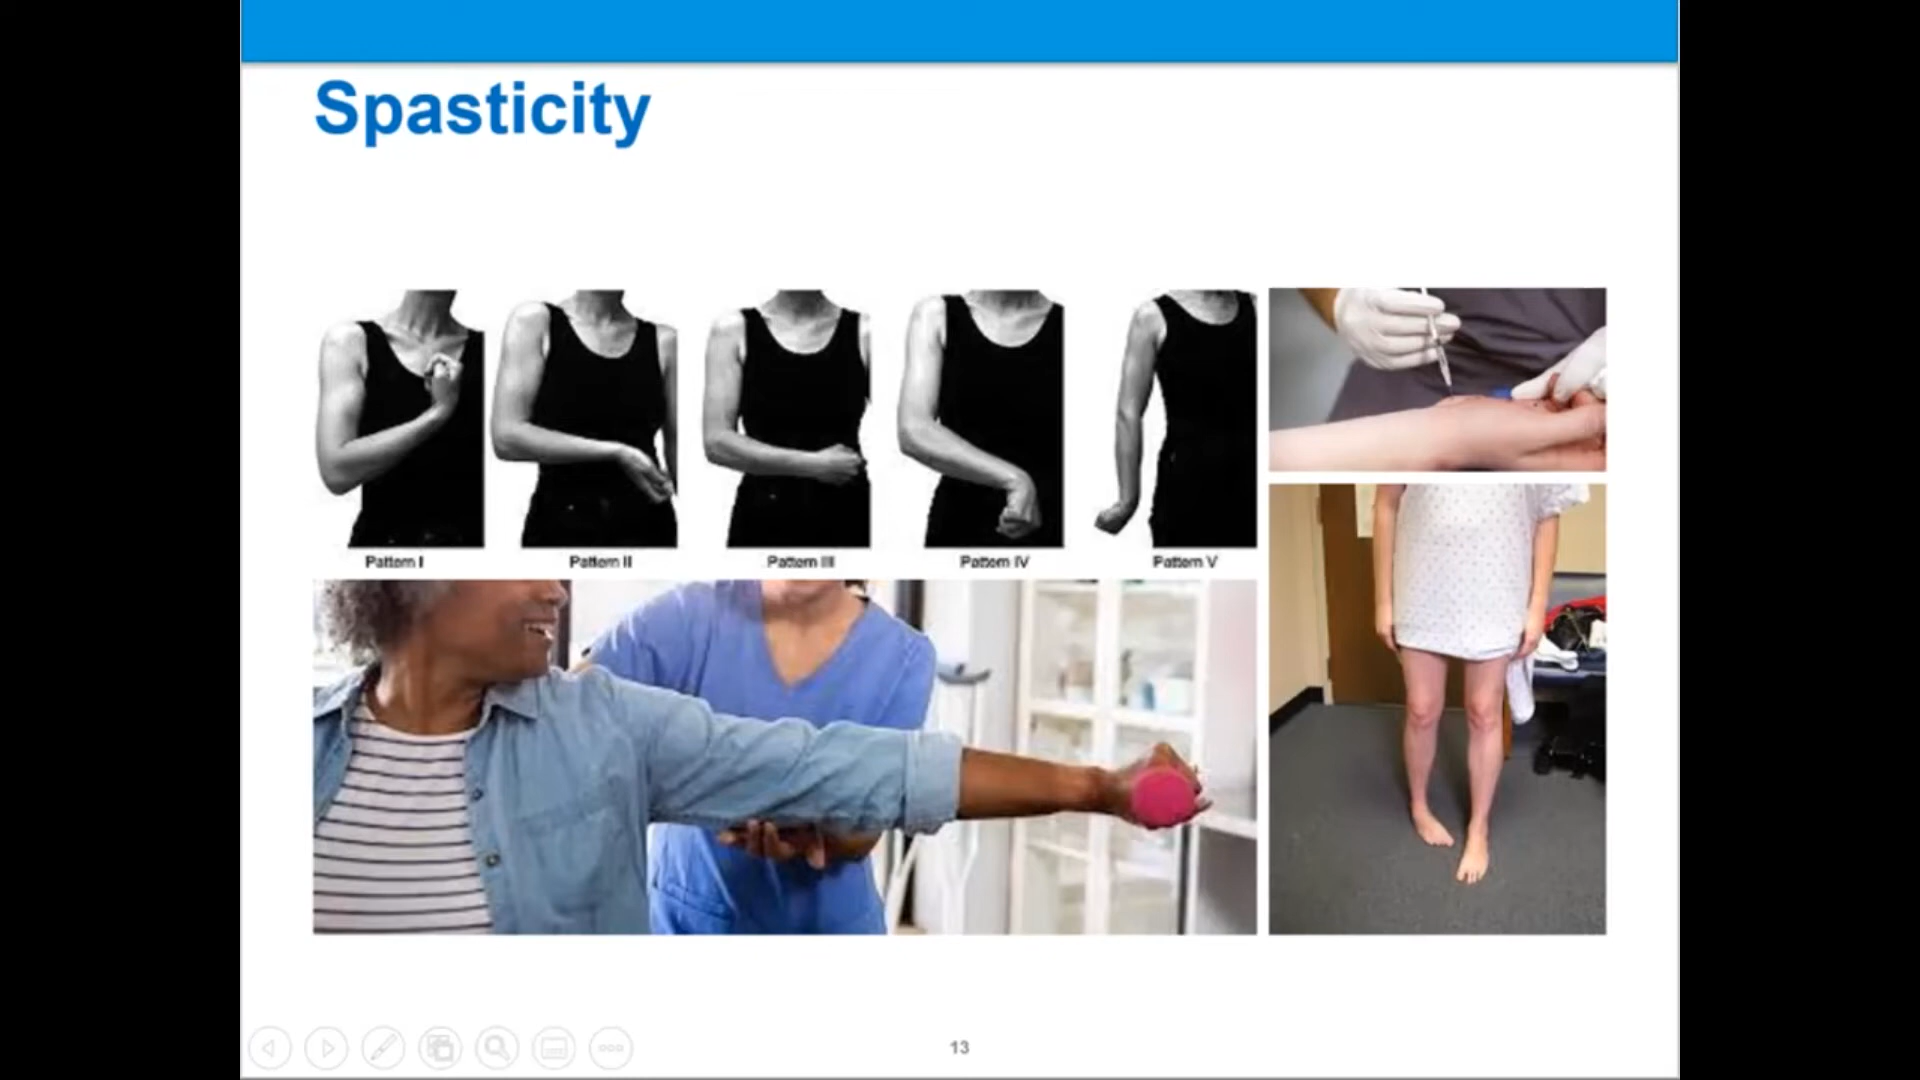 Spasticity
Pattern I
Pattern II
Pattern III
Pattern IV
Pattern V
13